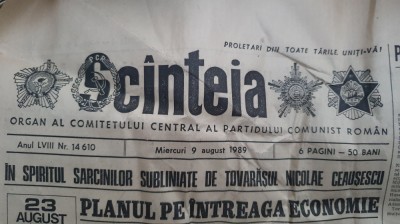 PROLETARI DIN TOATE ȚĂRILE, UNIȚI-VĂ!
Scînteia
ORGAN AL COMITETULUI CENTRAL AL PARTIDULUI COMUNIST ROMÂN
Anul LVIII Nr. 14 610 Miercuri 9 august 1989 6 PAGINI – 50 BANI
ÎN SPIRITUL SARCINILOR SUBLINIATE DE TOVARĂȘUL NICOLAE CEAUȘESCU
23 AUGUST
PLANUL PE ÎNTREAGA ECONOMIE